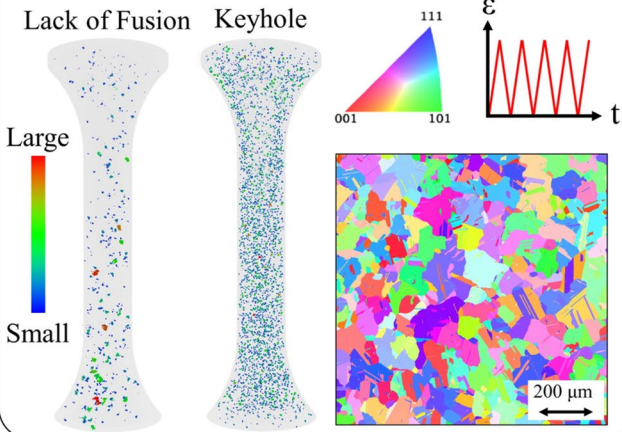 Lack of Fusion
Keyhole
Large
Small
111
001
101
ε
t
200 μm